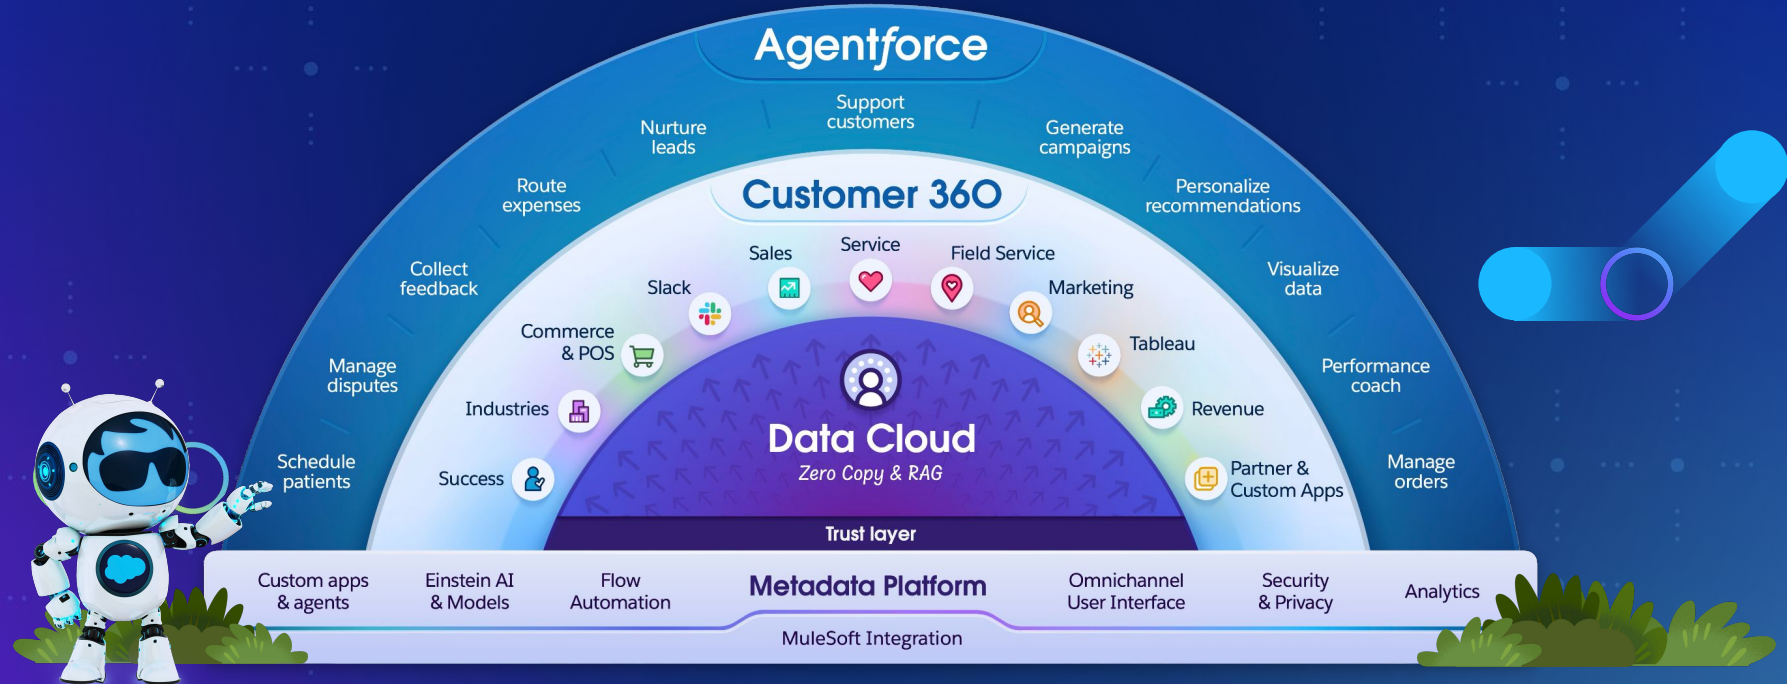 Agentforce
Support
customers
Nurture
leads
Generate
campaigns
Route
expenses
Personalize
recommendations
Collect
feedback
Visualize
data
Manage
disputes
Performance
coach
Schedule
patients
Manage
orders
Customer 360
Service
Sales
Field Service
Slack
Marketing
Commerce
& POS
Tableau
Industries
Revenue
Success
Partner &
Custom Apps
Data Cloud
Zero Copy & RAG
Trust layer
Custom apps
& agents
Einstein AI
& Models
Flow
Automation
Metadata Platform
Omnichannel
User Interface
Security
& Privacy
Analytics
MuleSoft Integration